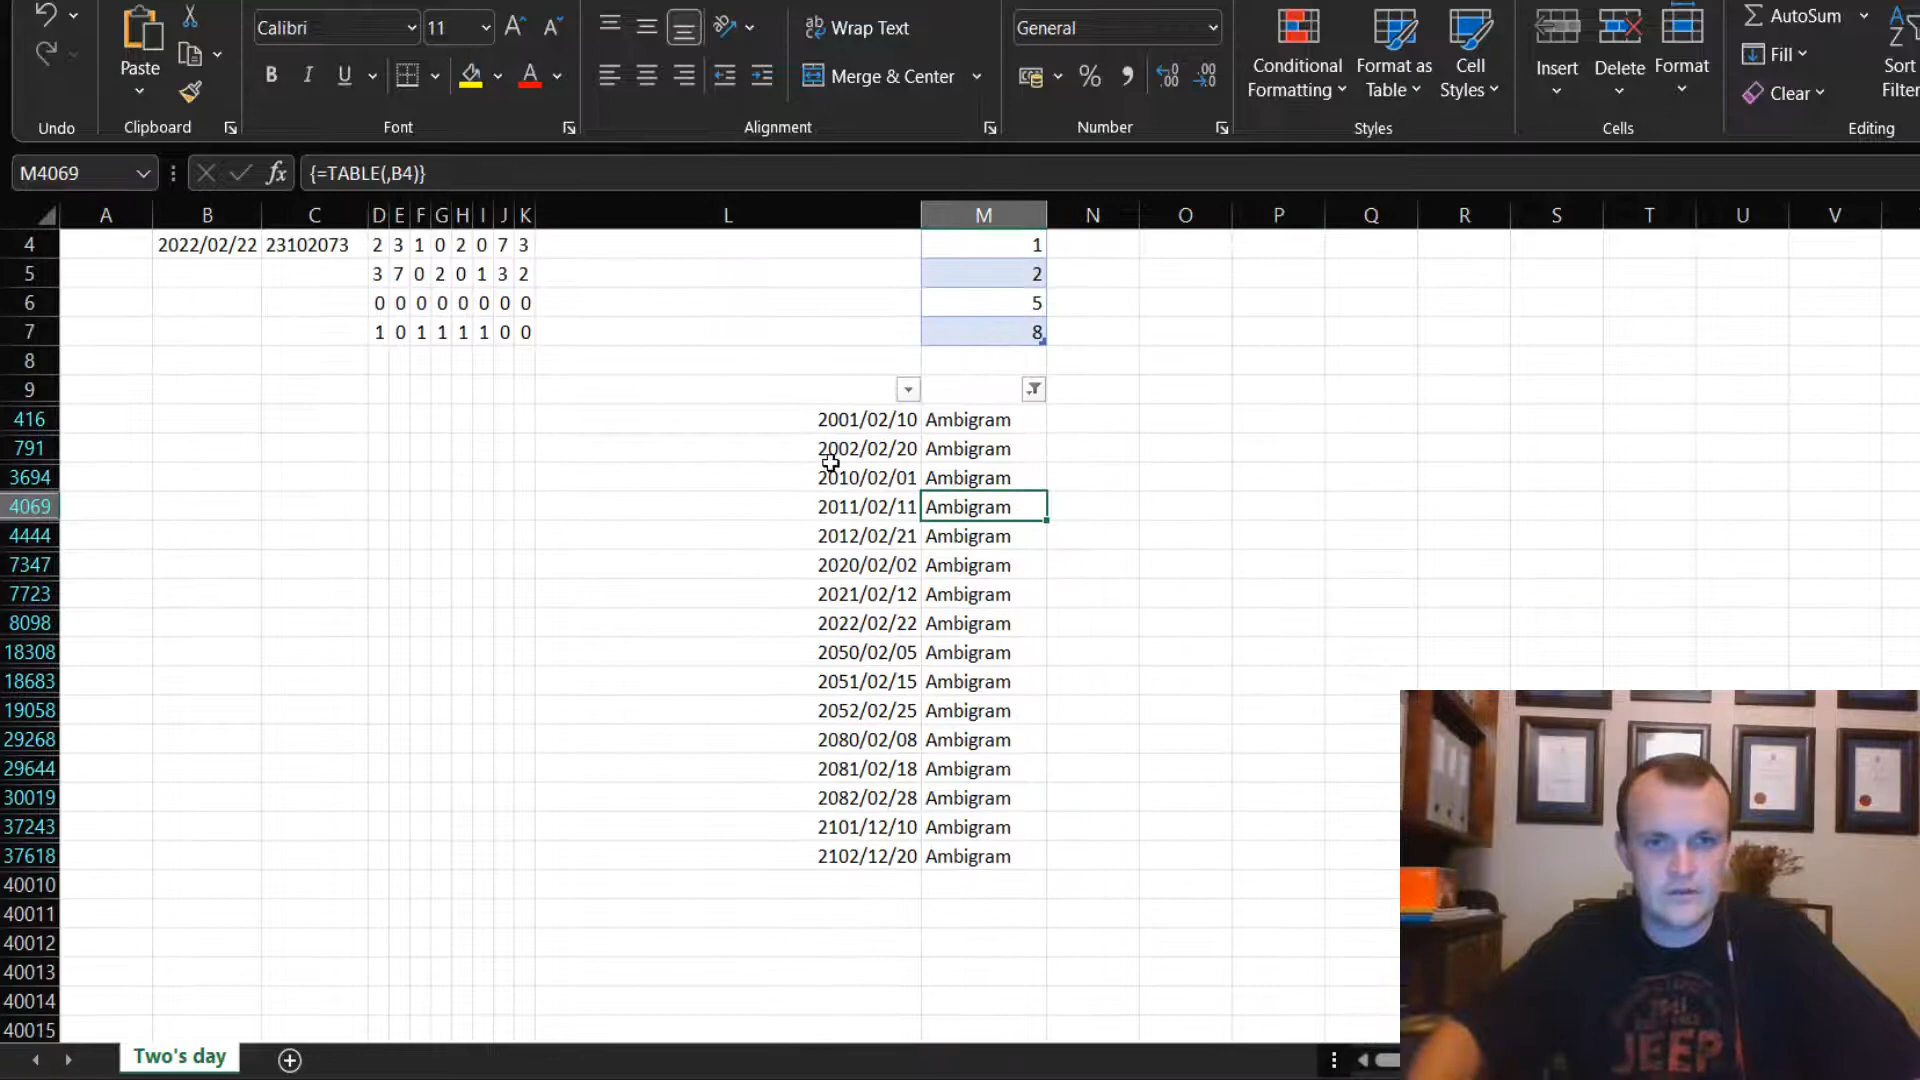 Calibri 11 Wrap Text General AutoSum
Paste Merge & Center Conditional Formatting Format as Table Cell Styles Insert Delete Format Fill Clear Sort
Filter
Undo Clipboard Font Alignment Number Styles Cells Editing
M4069 fx {=TABLE(,B4)}
A B C D E F G H I J K L M N O P Q R S T U V
4 2022/02/22 23102073 2 3 1 0 2 0 7 3 1
5 3 7 0 2 0 1 3 2 2
6 0 0 0 0 0 0 0 0 5
7 1 0 1 1 1 1 0 0 8
8
9
416 2001/02/10 Ambigram
791 2002/02/20 Ambigram
3694 2010/02/01 Ambigram
4069 2011/02/11 Ambigram
4444 2012/02/21 Ambigram
7347 2020/02/02 Ambigram
7723 2021/02/12 Ambigram
8098 2022/02/22 Ambigram
18308 2050/02/05 Ambigram
18683 2051/02/15 Ambigram
19058 2052/02/25 Ambigram
29268 2080/02/08 Ambigram
29644 2081/02/18 Ambigram
30019 2082/02/28 Ambigram
37243 2101/12/10 Ambigram
37618 2102/12/20 Ambigram
40010
40011
40012
40013
40014
40015
Two's day
JEEP